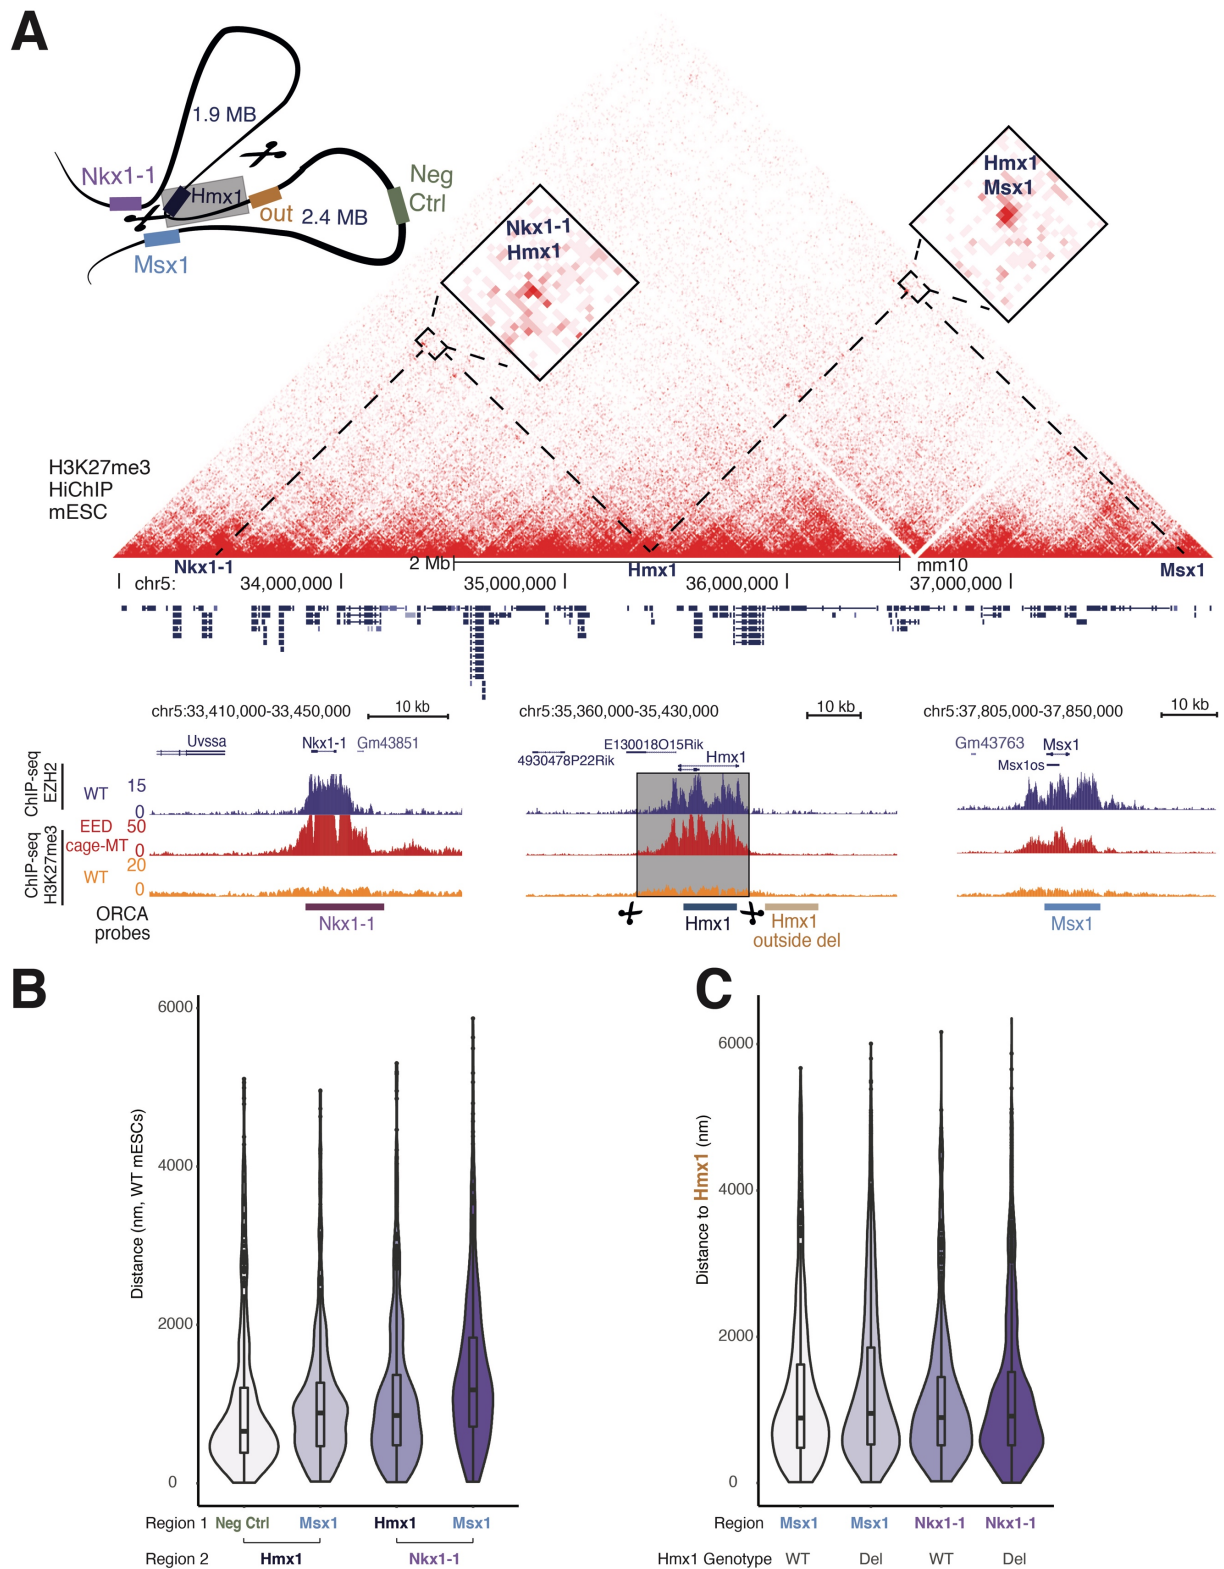 A
1.9 MB
Nkx1-1
Hmx1
out
2.4 MB
Neg
Ctrl
Msx1
Nkx1-1
Hmx1
Hmx1
Msx1
H3K27me3
HiChIP
mESC
Nkx1-1
2 Mb
Hmx1
mm10
Msx1
chr5:
34,000,000
35,000,000
36,000,000
37,000,000
chr5:33,410,000-33,450,000
10 kb
chr5:35,360,000-35,430,000
10 kb
chr5:37,805,000-37,850,000
10 kb
Uvssa
Nkx1-1
Gm43851
E130018O15Rik
4930478P22Rik
Hmx1
Gm43763
Msx1
Msx1os
ChIP-seq
EZH2
WT
15
0
ChIP-seq
H3K27me3
EED
cage-MT
50
0
WT
20
0
ORCA
probes
Nkx1-1
Hmx1
Hmx1
outside del
Msx1
B
Distance (nm, WT mESCs)
6000
4000
2000
0
Region 1 Neg Ctrl Msx1 Hmx1 Msx1
Region 2 Hmx1 Nkx1-1
C
Distance to Hmx1 (nm)
6000
4000
2000
0
Region Msx1 Msx1 Nkx1-1 Nkx1-1
Hmx1 Genotype WT Del WT Del